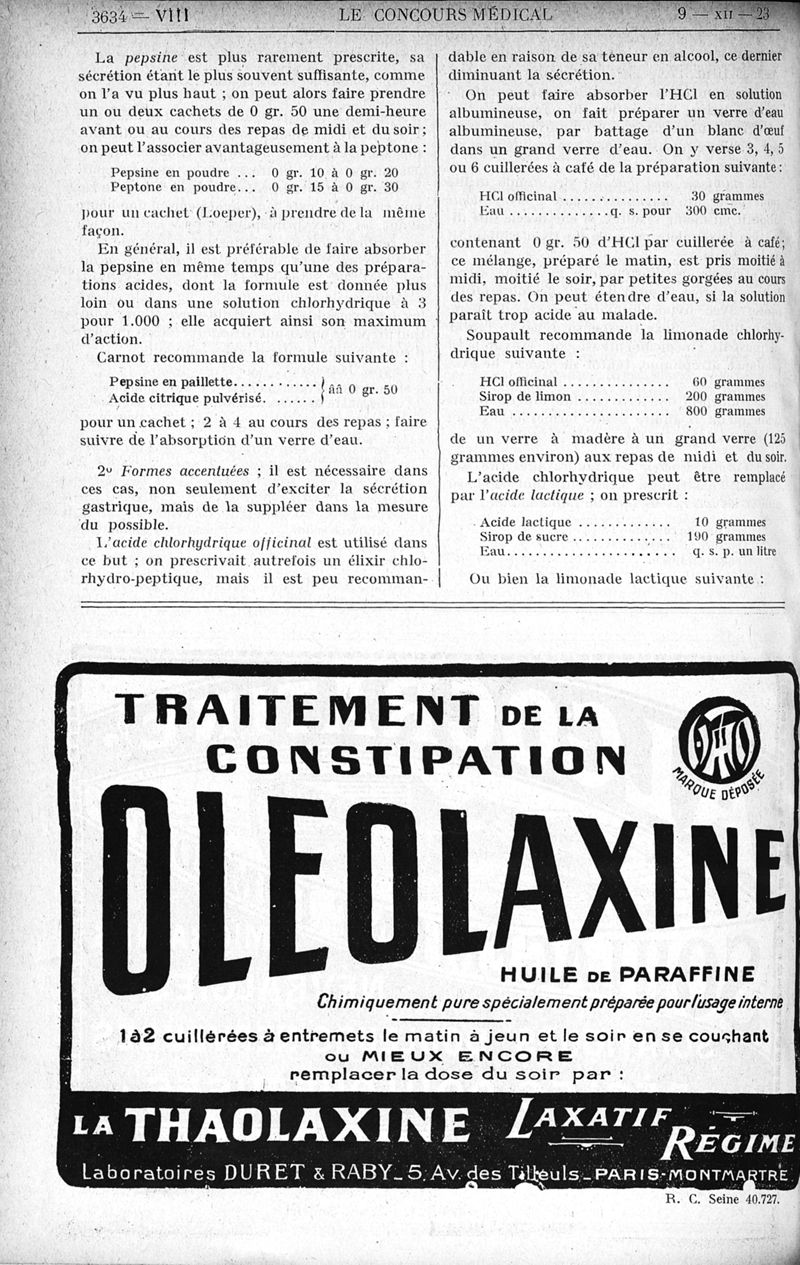 3634 — VIII
LE CONCOURS MÉDICAL
9 — XII — 23
La pepsine est plus rarement prescrite, sa
sécrétion étant le plus souvent suffisante, comme
on l'a vu plus haut ; on peut alors faire prendre
un ou deux cachets de 0 gr. 50 une demi-heure
avant ou au cours des repas de midi et du soir ;
on peut l'associer avantageusement à la peptone :
Pepsine en poudre ... 0 gr. 10 à 0 gr. 20
Peptone en poudre... 0 gr. 15 à 0 gr. 30
pour un cachet (Loeper), à prendre de la même
façon.
En général, il est préférable de faire absorber
la pepsine en même temps qu'une des prépara-
tions acides, dont la formule est donnée plus
loin ou dans une solution chlorhydrique à 3
pour 1.000 ; elle acquiert ainsi son maximum
d'action.
Carnot recommande la formule suivante :
Pepsine en paillette............ } ââ 0 gr. 50
Acide citrique pulvérisé. ...... }
pour un cachet ; 2 à 4 au cours des repas ; faire
suivre de l'absorption d'un verre d'eau.
2º Formes accentuées ; il est nécessaire dans
ces cas, non seulement d'exciter la sécrétion
gastrique, mais de la suppléer dans la mesure
du possible.
L'acide chlorhydrique officinal est utilisé dans
ce but ; on prescrivait autrefois un élixir chlo-
rhydro-peptique, mais il est peu recomman-
dable en raison de sa teneur en alcool, ce dernier
diminuant la sécrétion.
On peut faire absorber l'HCl en solution
albumineuse, on fait préparer un verre d'eau
albumineuse, par battage d'un blanc d'œuf
dans un grand verre d'eau. On y verse 3, 4, 5
ou 6 cuillerées à café de la préparation suivante :
HCl officinal ............... 30 grammes
Eau ..............q. s. pour 300 cmc.
contenant 0 gr. 50 d'HCl par cuillerée à café ;
ce mélange, préparé le matin, est pris moitié à
midi, moitié le soir, par petites gorgées au cours
des repas. On peut étendre d'eau, si la solution
paraît trop acide au malade.
Soupault recommande la limonade chlorhy-
drique suivante :
HCl officinal ............... 60 grammes
Sirop de limon ............. 200 grammes
Eau ...................... 800 grammes
de un verre à madère à un grand verre (125
grammes environ) aux repas de midi et du soir.
L'acide chlorhydrique peut être remplacé
par l'acide lactique ; on prescrit :
Acide lactique ............. 10 grammes
Sirop de sucre .............. 190 grammes
Eau........................ q. s. p. un litre
Ou bien la limonade lactique suivante :
TRAITEMENT DE LA
CONSTIPATION
MARQUE DÉPOSÉE
OLEOLAXINE
HUILE DE PARAFFINE
Chimiquement pure spécialement préparée pour l'usage interne
1 à 2 cuillérées à entremets le matin à jeun et le soir en se couchant
OU MIEUX ENCORE
remplacer la dose du soir par :
LA THAOLAXINE LAXATIF
RÉGIME
Laboratoires DURET & RABY_ 5. Av. des Tilleuls_ PARIS-MONTMARTRE
R. C. Seine 40.727.